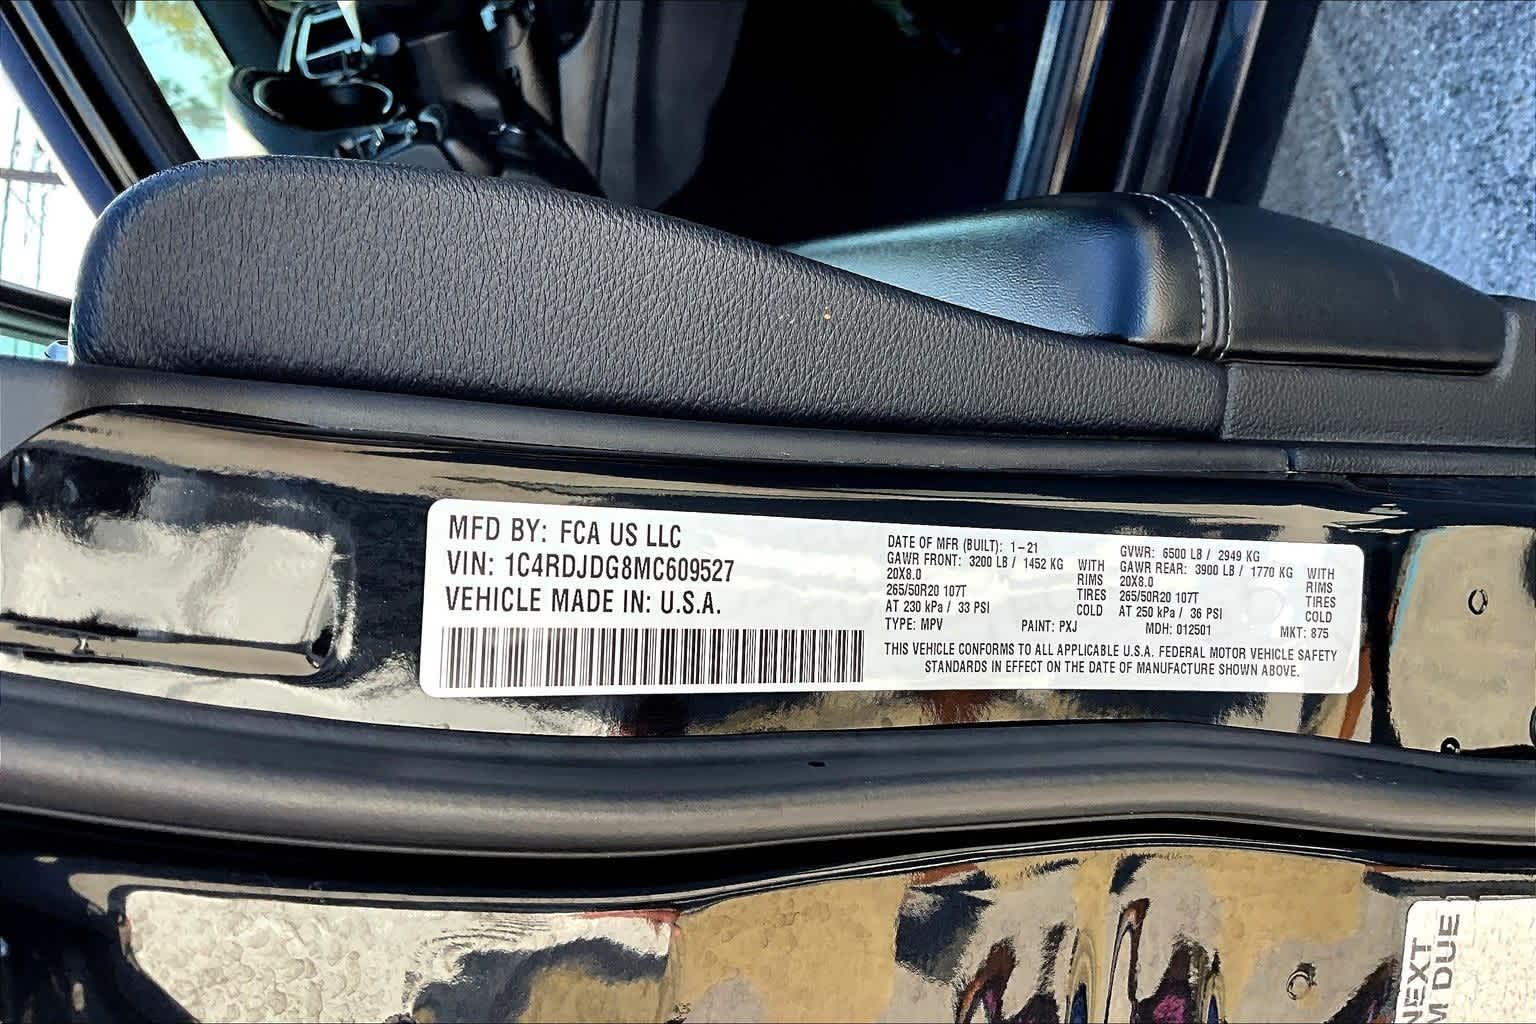 MFD BY: FCA US LLC
VIN: 1C4RDJDG8MC609527
VEHICLE MADE IN: U.S.A.
DATE OF MFR (BUILT): 1-21
GAWR FRONT: 3200 LB / 1452 KG WITH
20X8.0 RIMS
265/50R20 107T TIRES
AT 230 kPa / 33 PSI COLD
GVWR: 6500 LB / 2949 KG
GAWR REAR: 3900 LB / 1770 KG WITH
20X8.0 RIMS
265/50R20 107T TIRES
AT 250 kPa / 36 PSI COLD
TYPE: MPV PAINT: PXJ MDH: 012501 MKT: 875
THIS VEHICLE CONFORMS TO ALL APPLICABLE U.S.A. FEDERAL MOTOR VEHICLE SAFETY
STANDARDS IN EFFECT ON THE DATE OF MANUFACTURE SHOWN ABOVE.
NEXT
M DUE